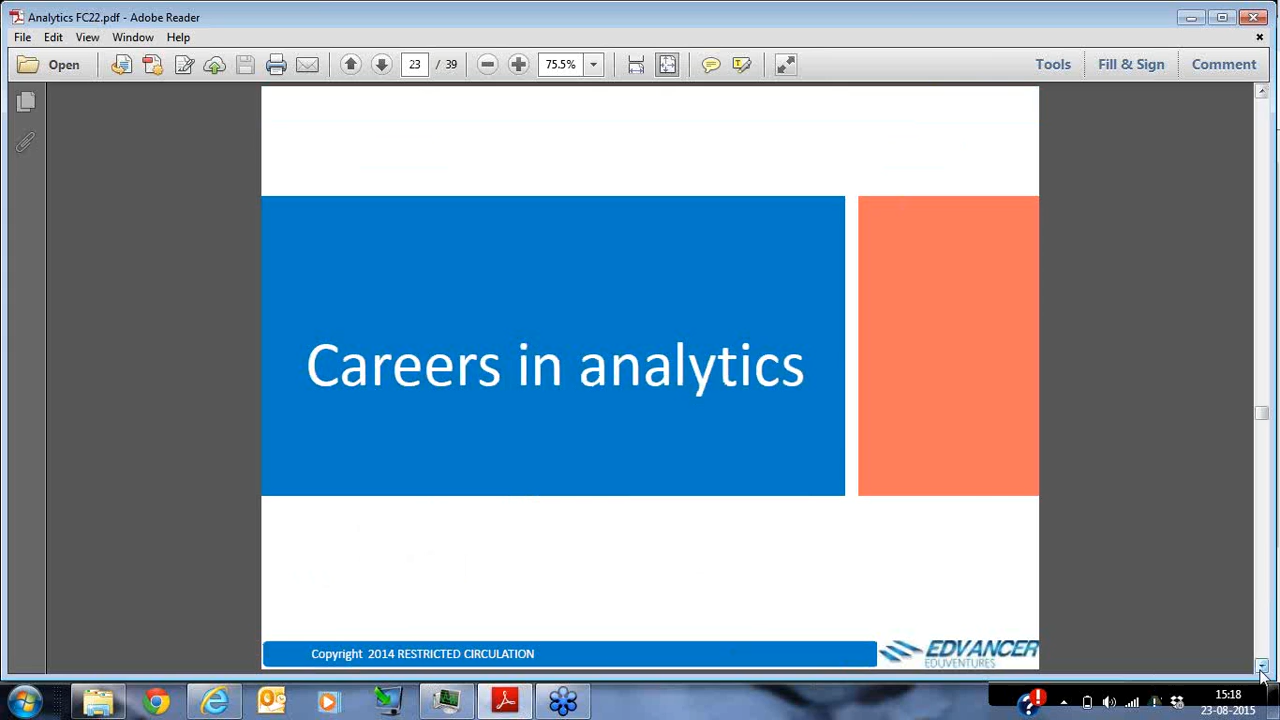 Analytics FC22.pdf - Adobe Reader
File Edit View Window Help
Open 23 / 39 75.5% Tools Fill & Sign Comment
Careers in analytics
Copyright 2014 RESTRICTED CIRCULATION
EDVANCER
EDUVENTURES
15:18
23-08-2015